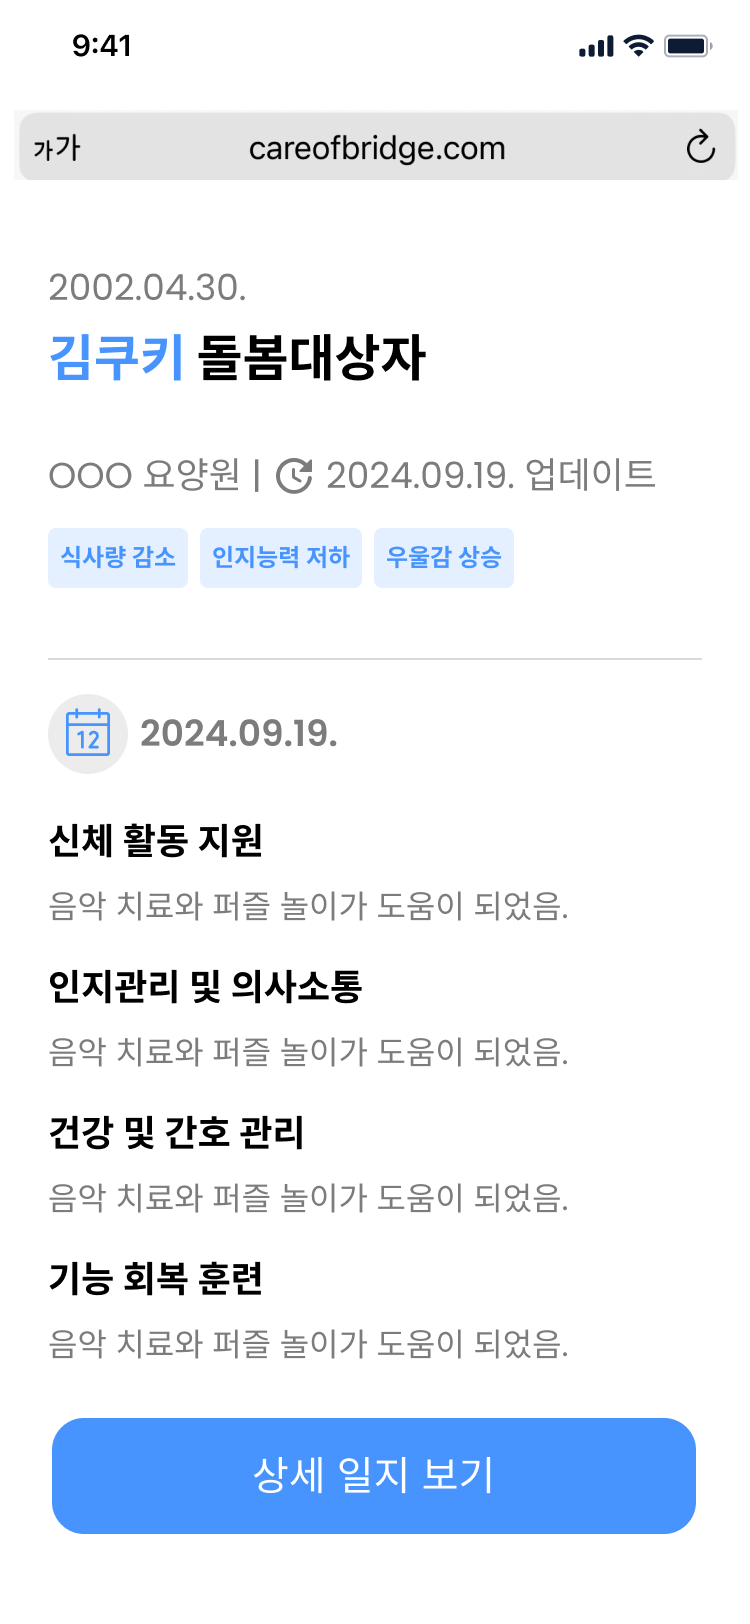 9:41
가가 careofbridge.com
2002.04.30.
김쿠키 돌봄대상자
OOO 요양원 | 2024.09.19. 업데이트
식사량 감소 인지능력 저하 우울감 상승
12 2024.09.19.
신체 활동 지원
음악 치료와 퍼즐 놀이가 도움이 되었음.
인지관리 및 의사소통
음악 치료와 퍼즐 놀이가 도움이 되었음.
건강 및 간호 관리
음악 치료와 퍼즐 놀이가 도움이 되었음.
기능 회복 훈련
음악 치료와 퍼즐 놀이가 도움이 되었음.
상세 일지 보기